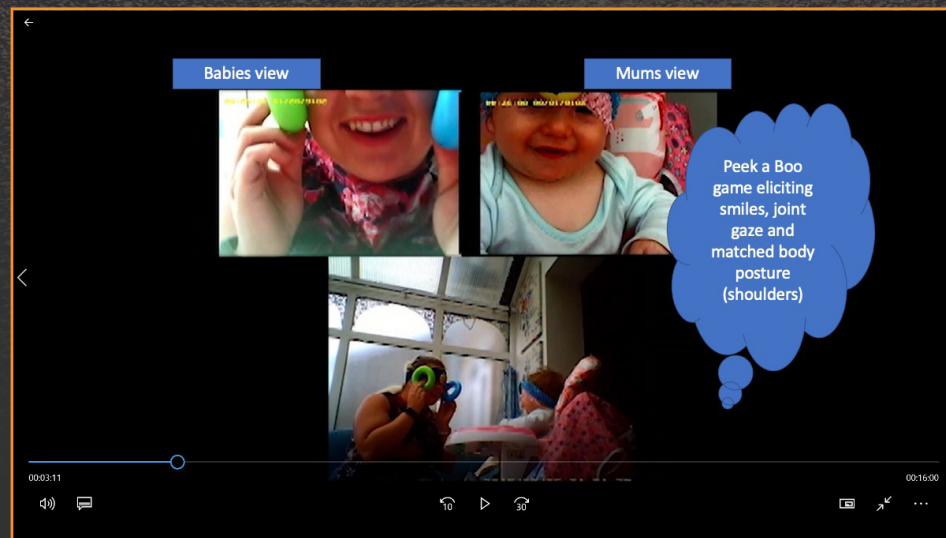 Babies view
Mums view
Peek a Boo
game eliciting
smiles, joint
gaze and
matched body
posture
(shoulders)
00:03:11
00:16:00
10
30